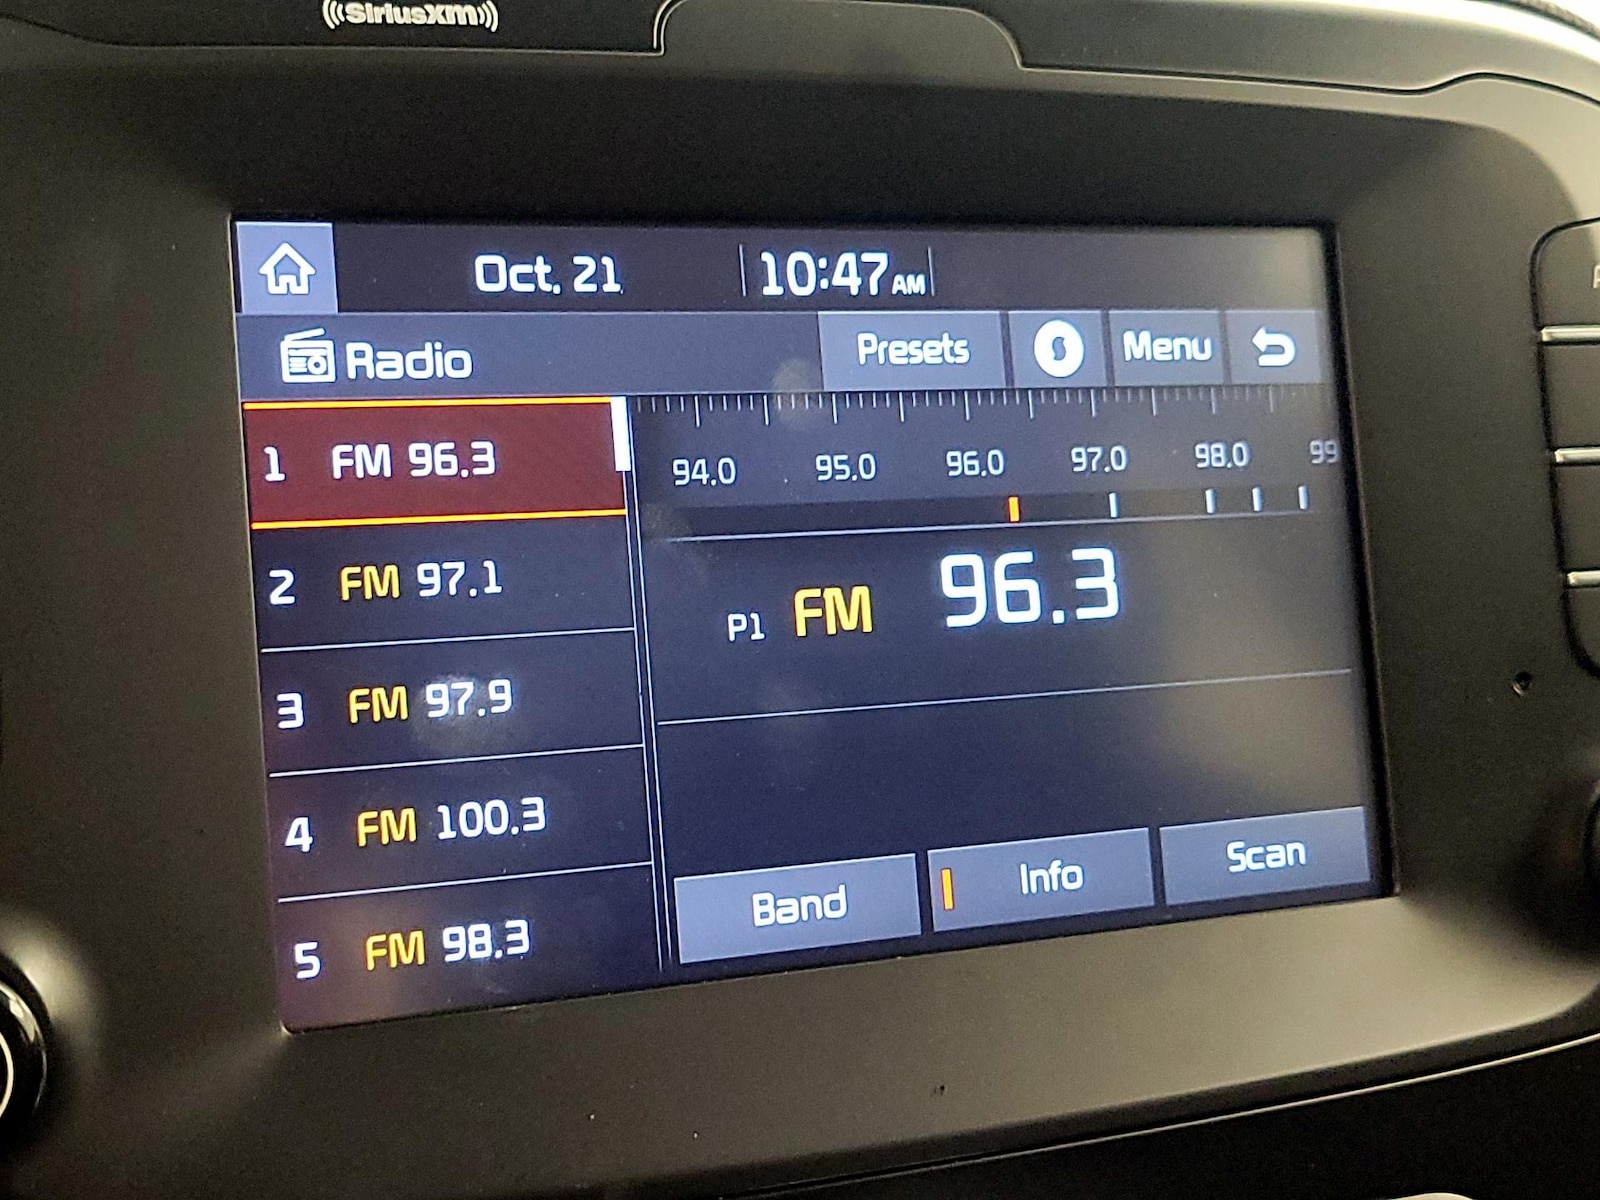 SiriusXM
Oct. 21 10:47 AM
Radio Presets Menu
1 FM 96.3
2 FM 97.1
3 FM 97.9
4 FM 100.3
5 FM 98.3
94.0 95.0 96.0 97.0 98.0 99
P1 FM 96.3
Band Info Scan